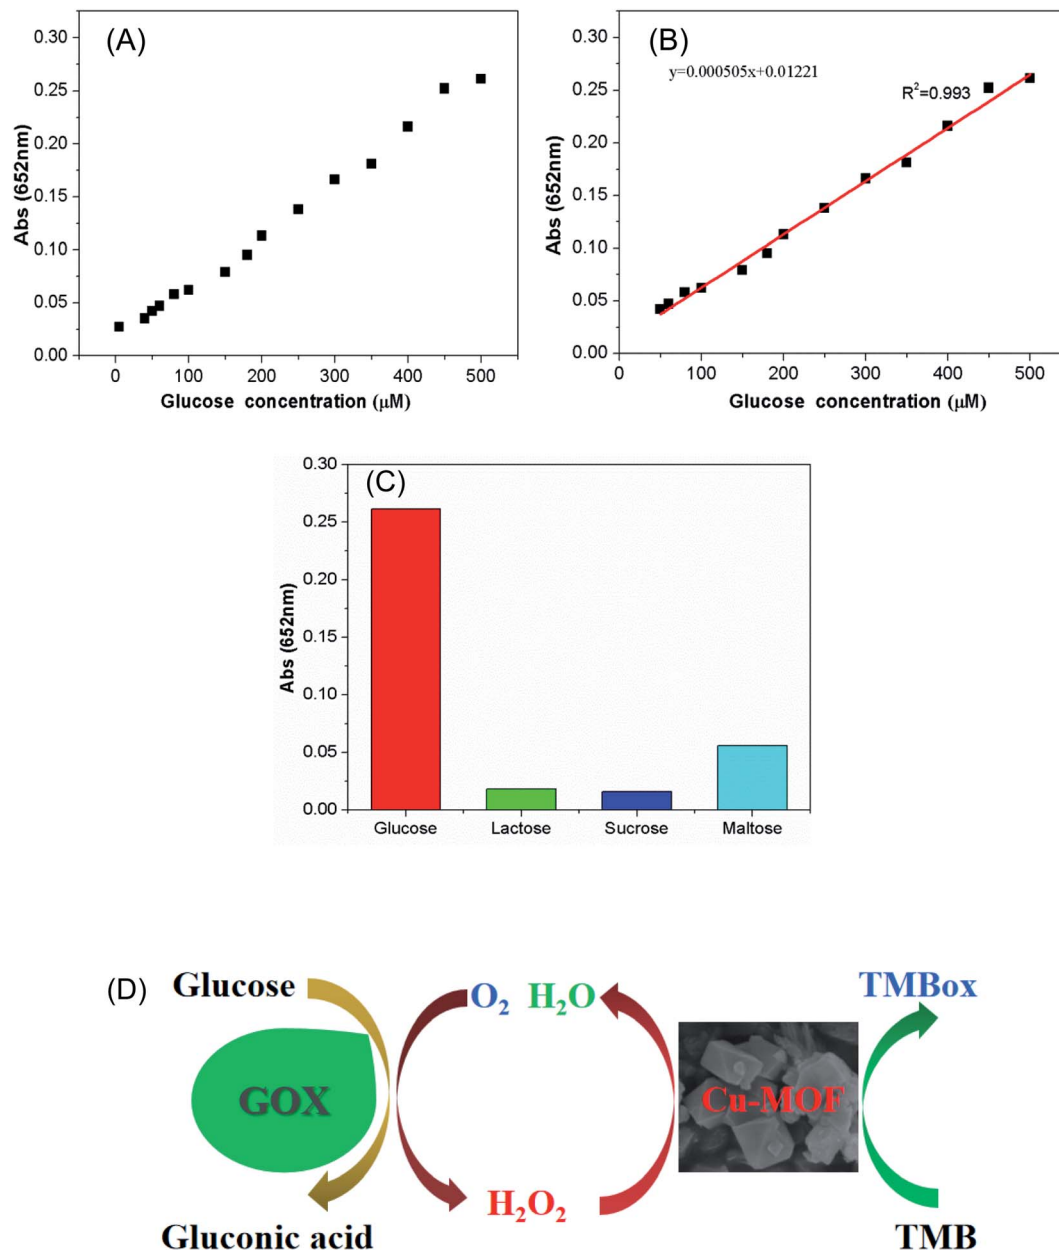 (A)
0.30
0.25
0.20
0.15
0.10
0.05
0.00
Abs (652nm)
0 100 200 300 400 500
Glucose concentration (μM)
(B)
y=0.000505x+0.01221
R²=0.993
0.30
0.25
0.20
0.15
0.10
0.05
0.00
Abs (652nm)
0 100 200 300 400 500
Glucose concentration (μM)
(C)
0.30
0.25
0.20
0.15
0.10
0.05
0.00
Abs (652nm)
Glucose Lactose Sucrose Maltose
(D)
Glucose O₂ H₂O TMBox
GOX Cu-MOF
H₂O₂
Gluconic acid TMB